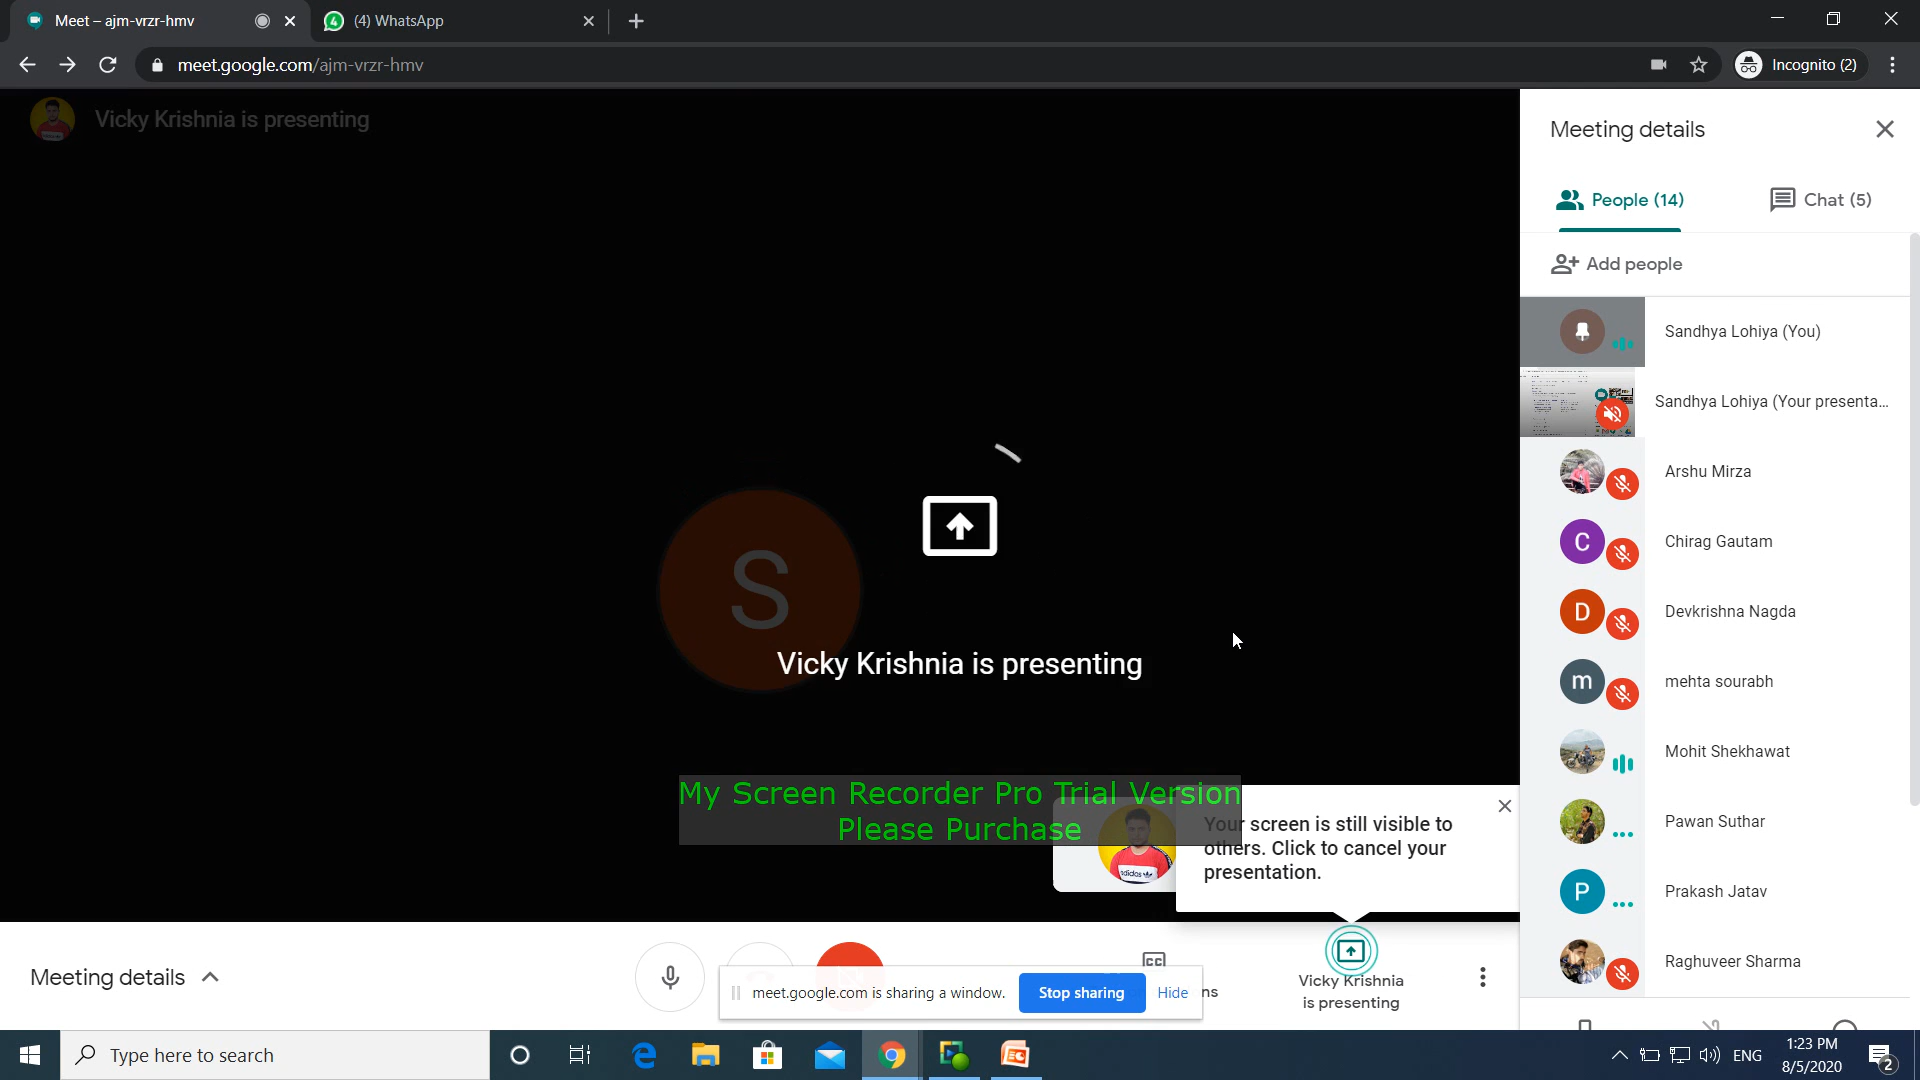 Meet – ajm-vrzr-hmv
(4) WhatsApp
meet.google.com/ajm-vrzr-hmv
Incognito (2)
Vicky Krishnia is presenting
Meeting details
People (14)
Chat (5)
Add people
Sandhya Lohiya (You)
Sandhya Lohiya (Your presenta...
Arshu Mirza
C
Chirag Gautam
D
Devkrishna Nagda
m
mehta sourabh
Mohit Shekhawat
Pawan Suthar
P
Prakash Jatav
Raghuveer Sharma
S
Vicky Krishnia is presenting
My Screen Recorder Pro Trial Version
Please Purchase
adidas
Your screen is still visible to
others. Click to cancel your
presentation.
Meeting details
CC
ns
meet.google.com is sharing a window.
Stop sharing
Hide
Vicky Krishnia
is presenting
Type here to search
ENG
1:23 PM
8/5/2020
2